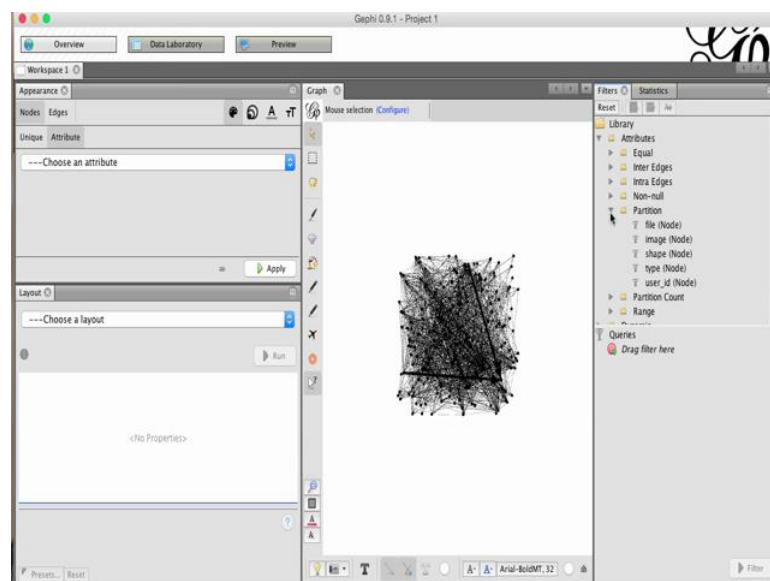 Gephi 0.9.1 - Project 1
Overview
Data Laboratory
Preview
Workspace 1
Appearance
Nodes Edges
Unique Attribute
---Choose an attribute
Apply
Layout
---Choose a layout
Run
<No Properties>
Presets... Reset
Graph
Mouse selection (Configure)
T A- A- Arial-BoldMT, 32
Filters Statistics
Reset
Library
Attributes
Equal
Inter Edges
Intra Edges
Non-null
Partition
file (Node)
image (Node)
shape (Node)
type (Node)
user_id (Node)
Partition Count
Range
Queries
Drag filter here
Filter